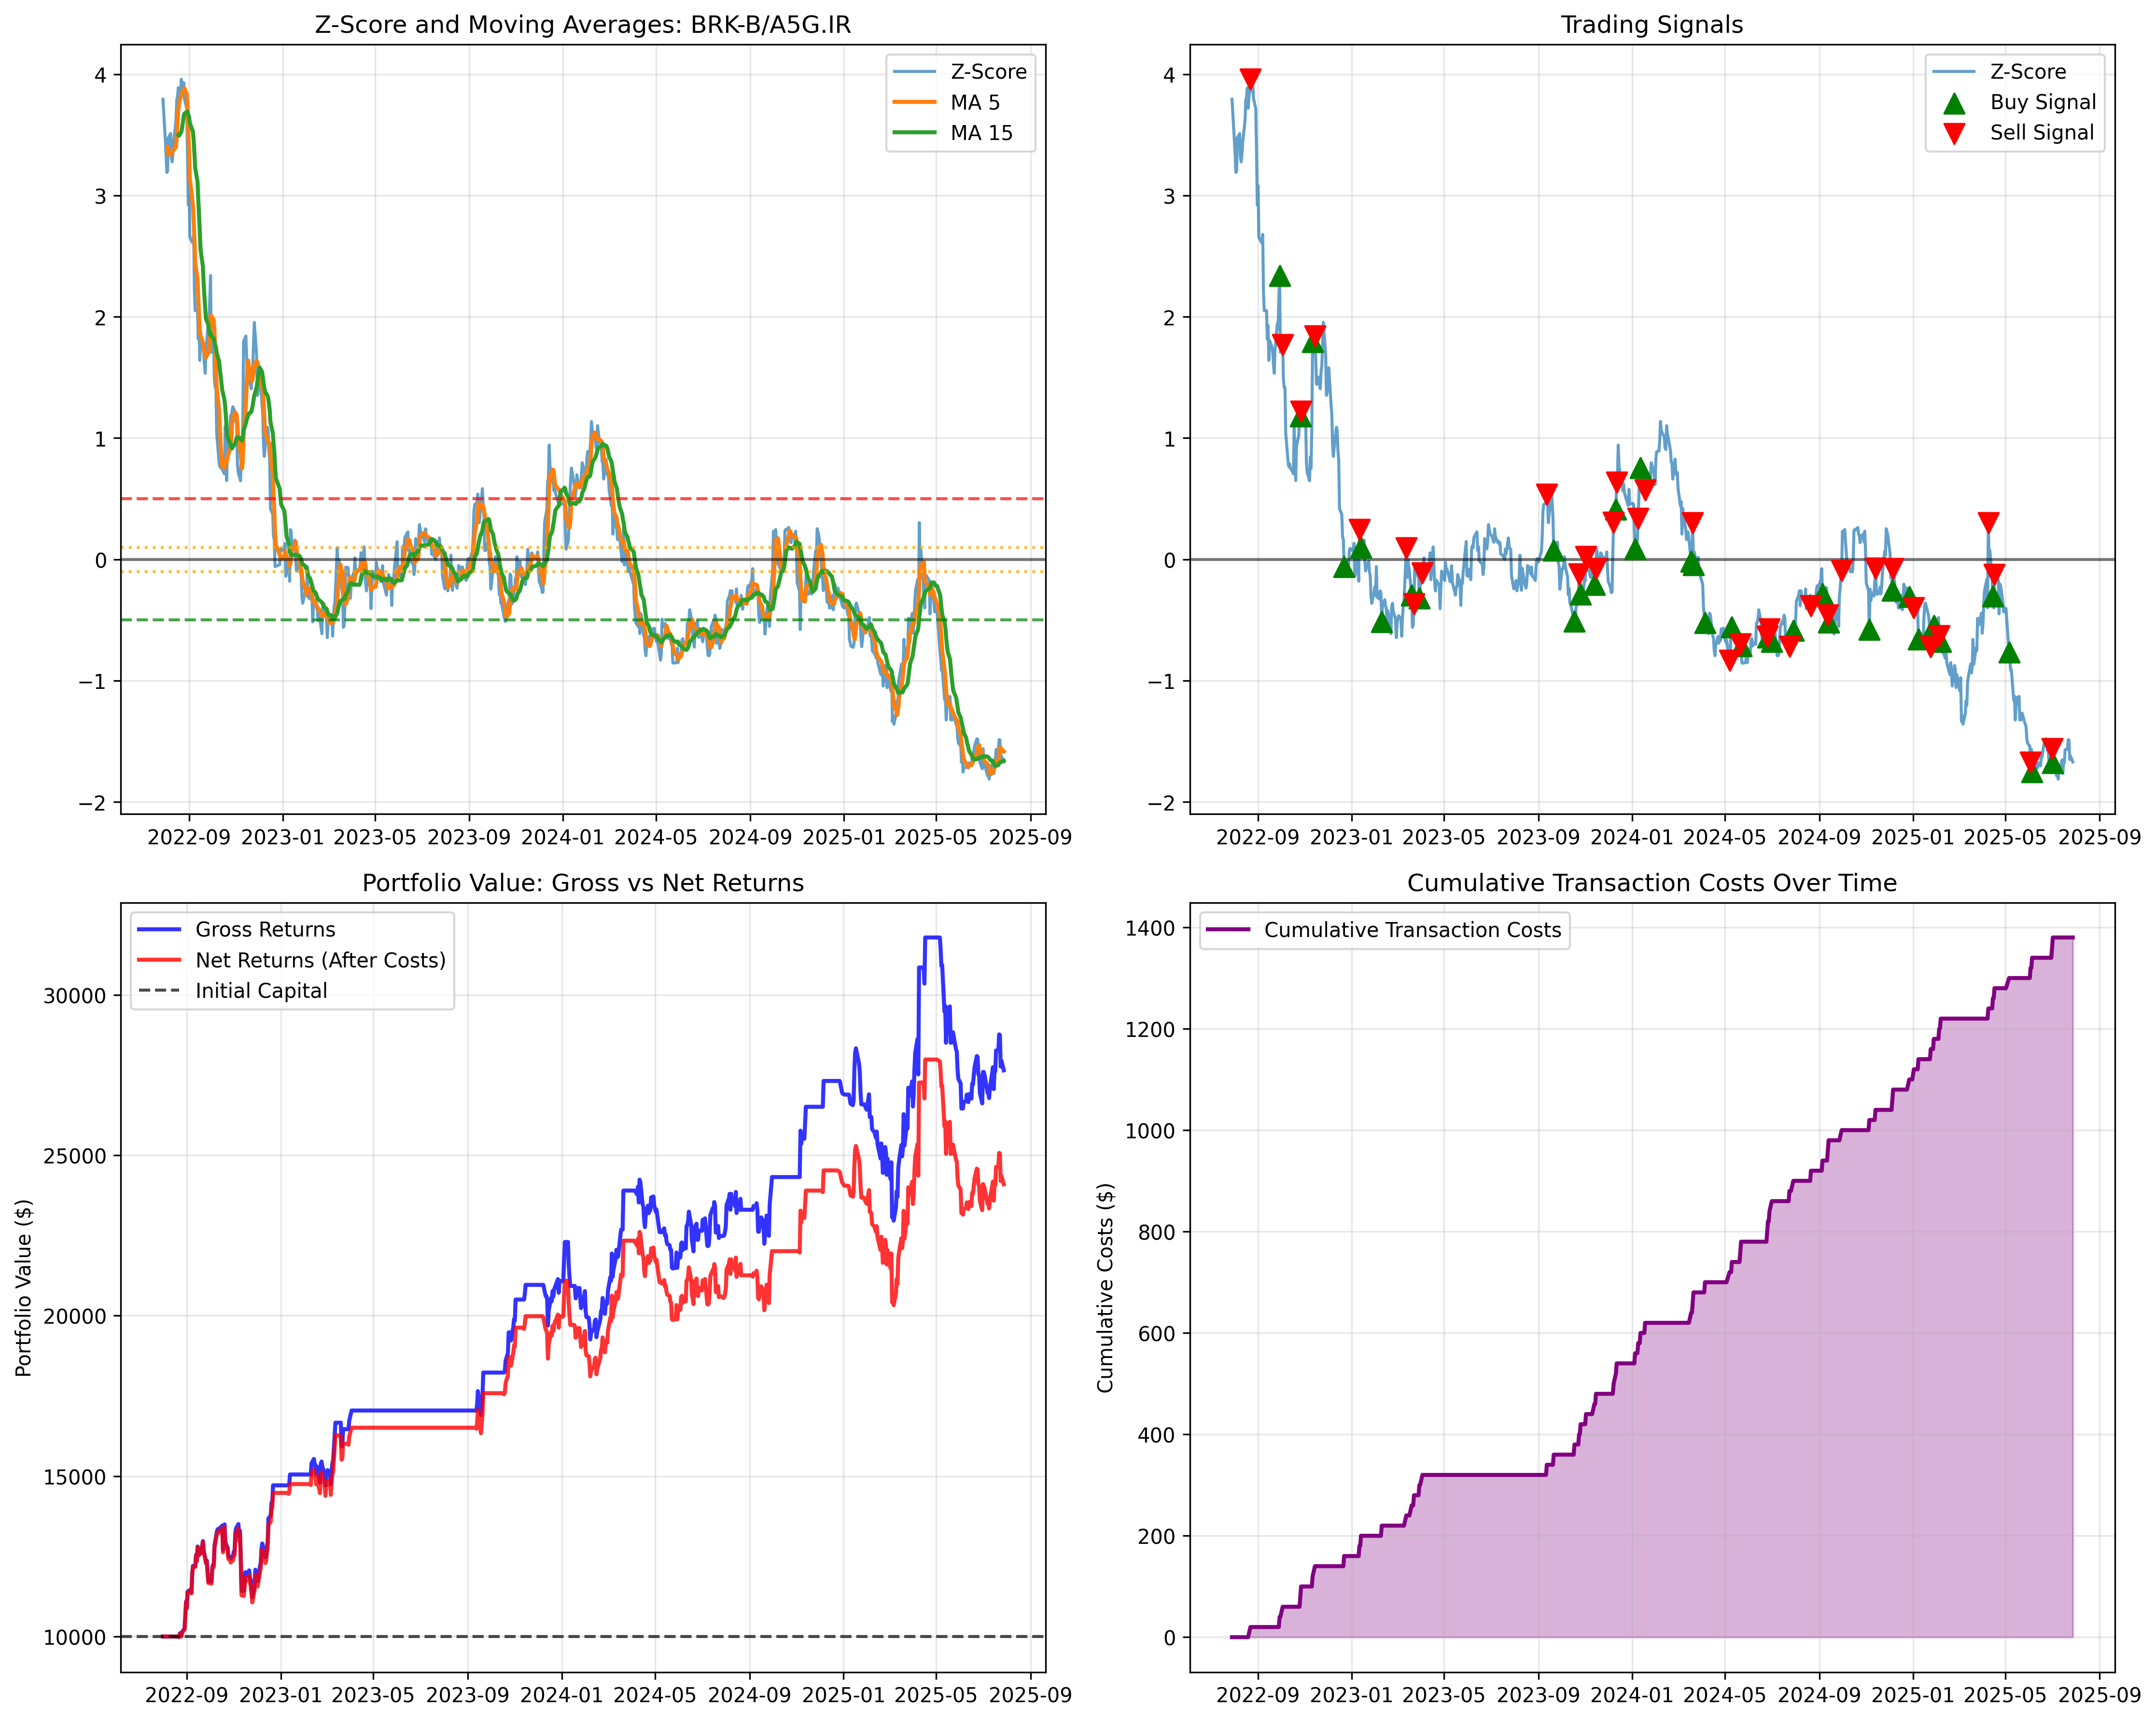 Z-Score and Moving Averages: BRK-B/A5G.IR
Z-Score
MA 5
MA 15
4
3
2
1
0
−1
−2
2022-09 2023-01 2023-05 2023-09 2024-01 2024-05 2024-09 2025-01 2025-05 2025-09
Trading Signals
Z-Score
Buy Signal
Sell Signal
4
3
2
1
0
−1
−2
2022-09 2023-01 2023-05 2023-09 2024-01 2024-05 2024-09 2025-01 2025-05 2025-09
Portfolio Value: Gross vs Net Returns
Gross Returns
Net Returns (After Costs)
Initial Capital
Portfolio Value ($)
30000
25000
20000
15000
10000
2022-09 2023-01 2023-05 2023-09 2024-01 2024-05 2024-09 2025-01 2025-05 2025-09
Cumulative Transaction Costs Over Time
Cumulative Transaction Costs
Cumulative Costs ($)
1400
1200
1000
800
600
400
200
0
2022-09 2023-01 2023-05 2023-09 2024-01 2024-05 2024-09 2025-01 2025-05 2025-09